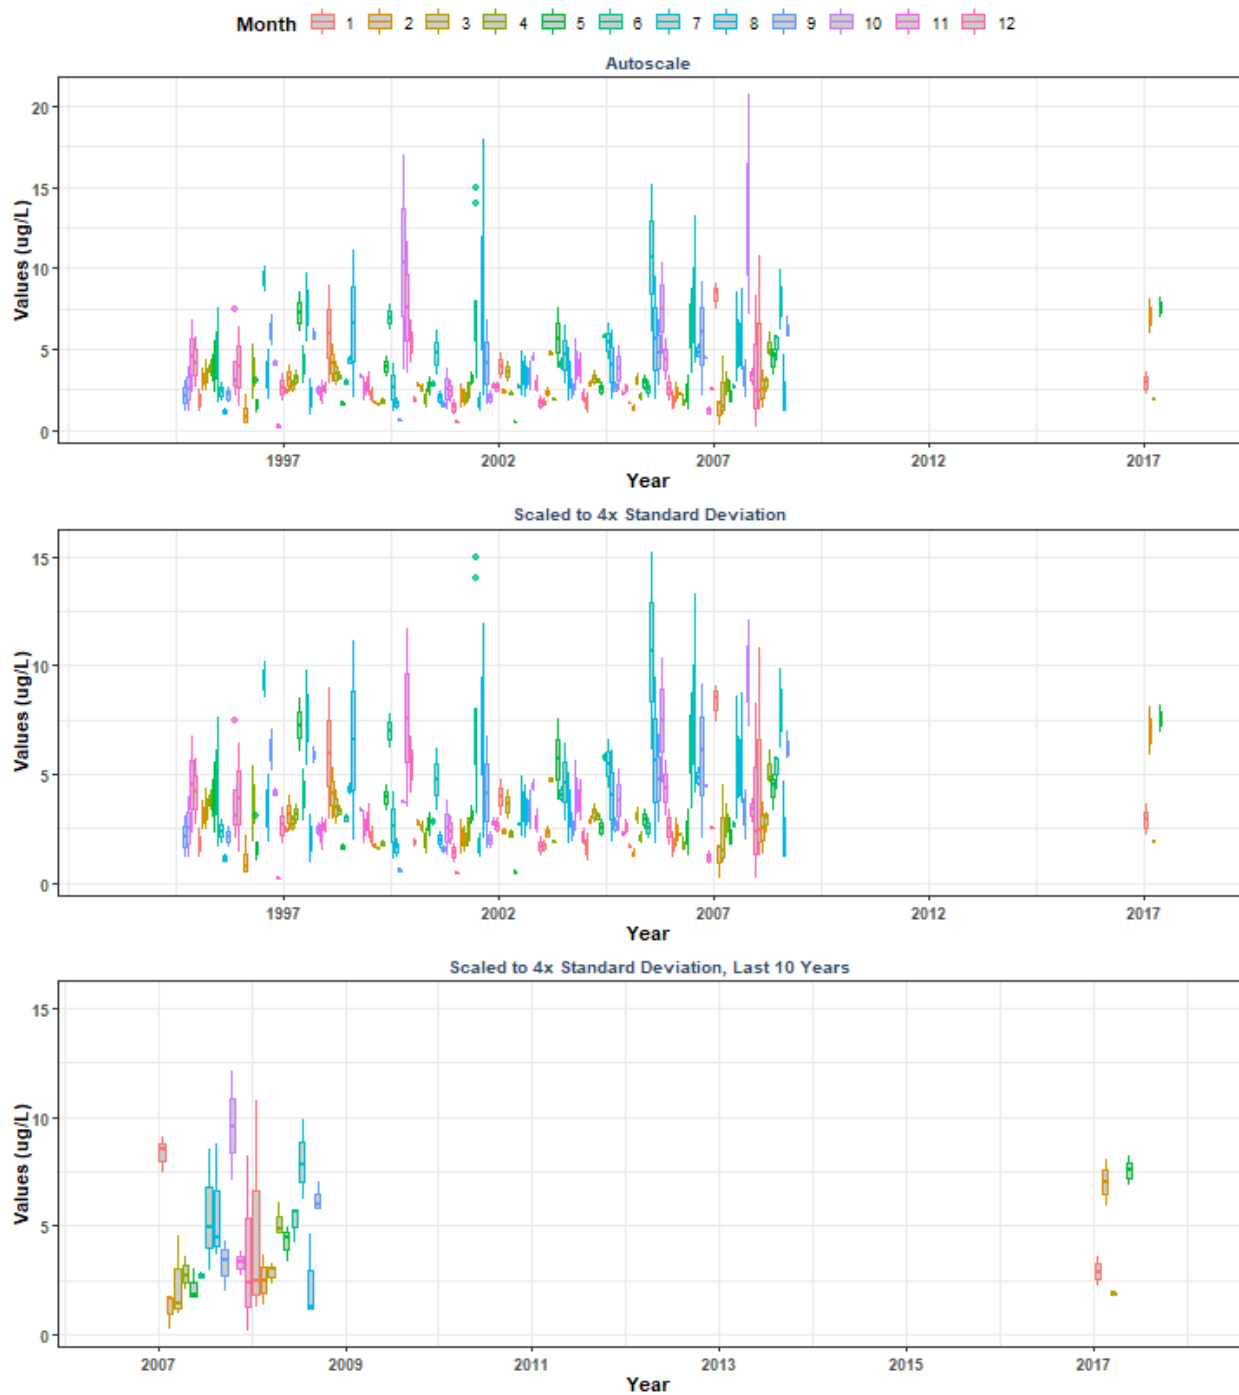 Month 1 2 3 4 5 6 7 8 9 10 11 12
Autoscale
Values (ug/L)
20
15
10
5
0
1997 2002 2007 2012 2017
Year
Scaled to 4x Standard Deviation
Values (ug/L)
15
10
5
0
1997 2002 2007 2012 2017
Year
Scaled to 4x Standard Deviation, Last 10 Years
Values (ug/L)
15
10
5
0
2007 2009 2011 2013 2015 2017
Year